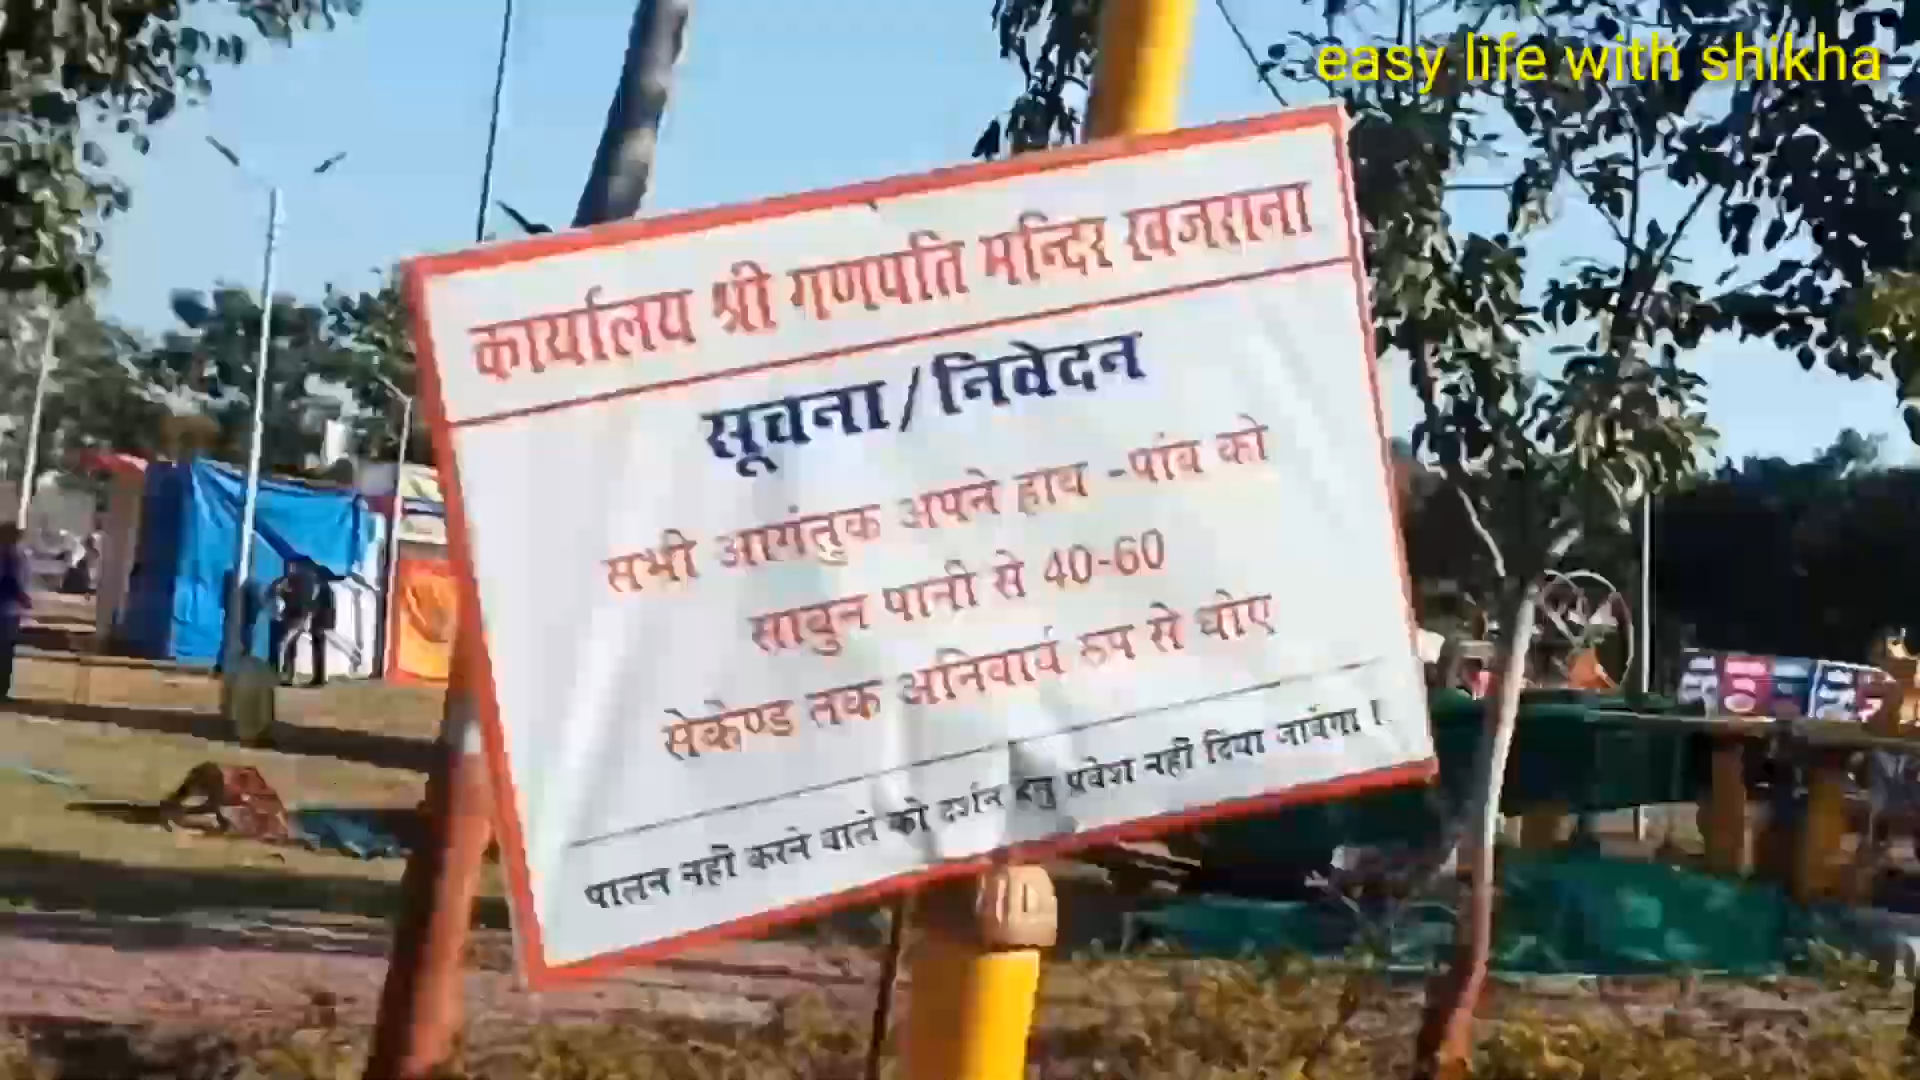 easy life with shikha
कार्यालय श्री गणपति मन्दिर खजराना
सूचना/निवेदन
सभी आगंतुक अपने हाथ -पांव को
साबुन पानी से 40-60
सेकेण्ड तक अनिवार्य रुप से धोए
पालन नही करने वाले को दर्शन हेतु प्रवेश नहीं दिया जावेगा ।